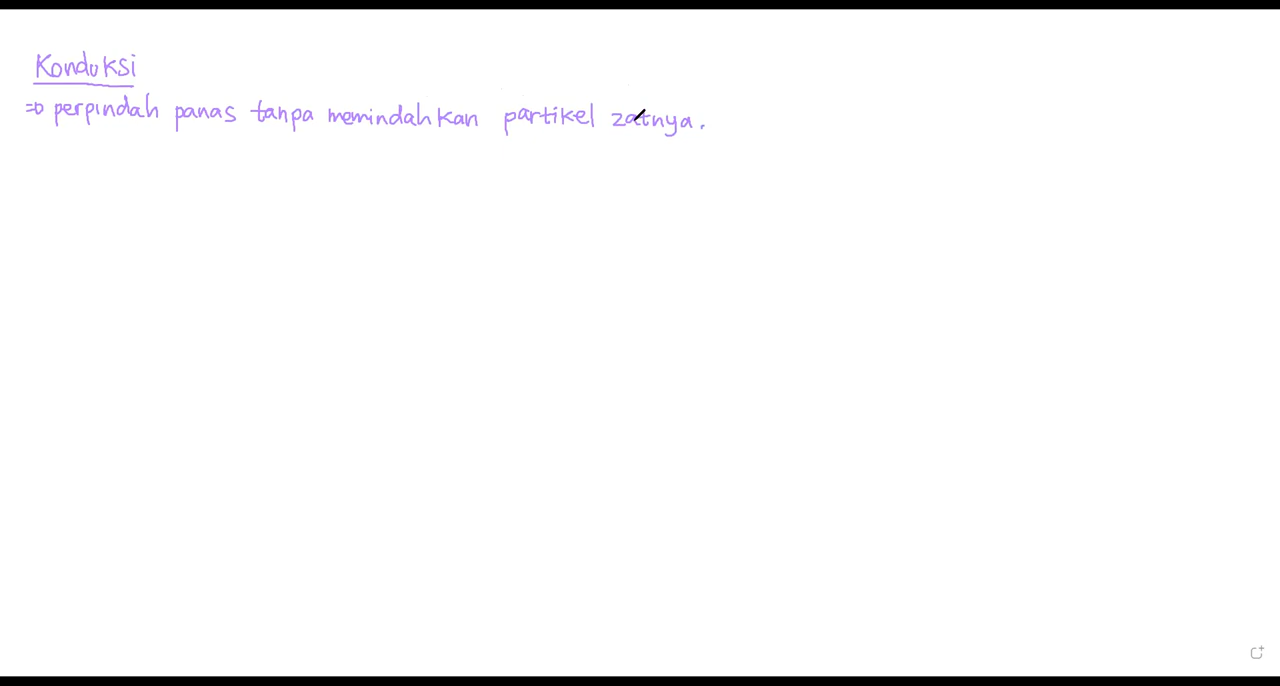 Konduksi
⇒ perpindah panas tanpa memindahkan partikel zatnya.